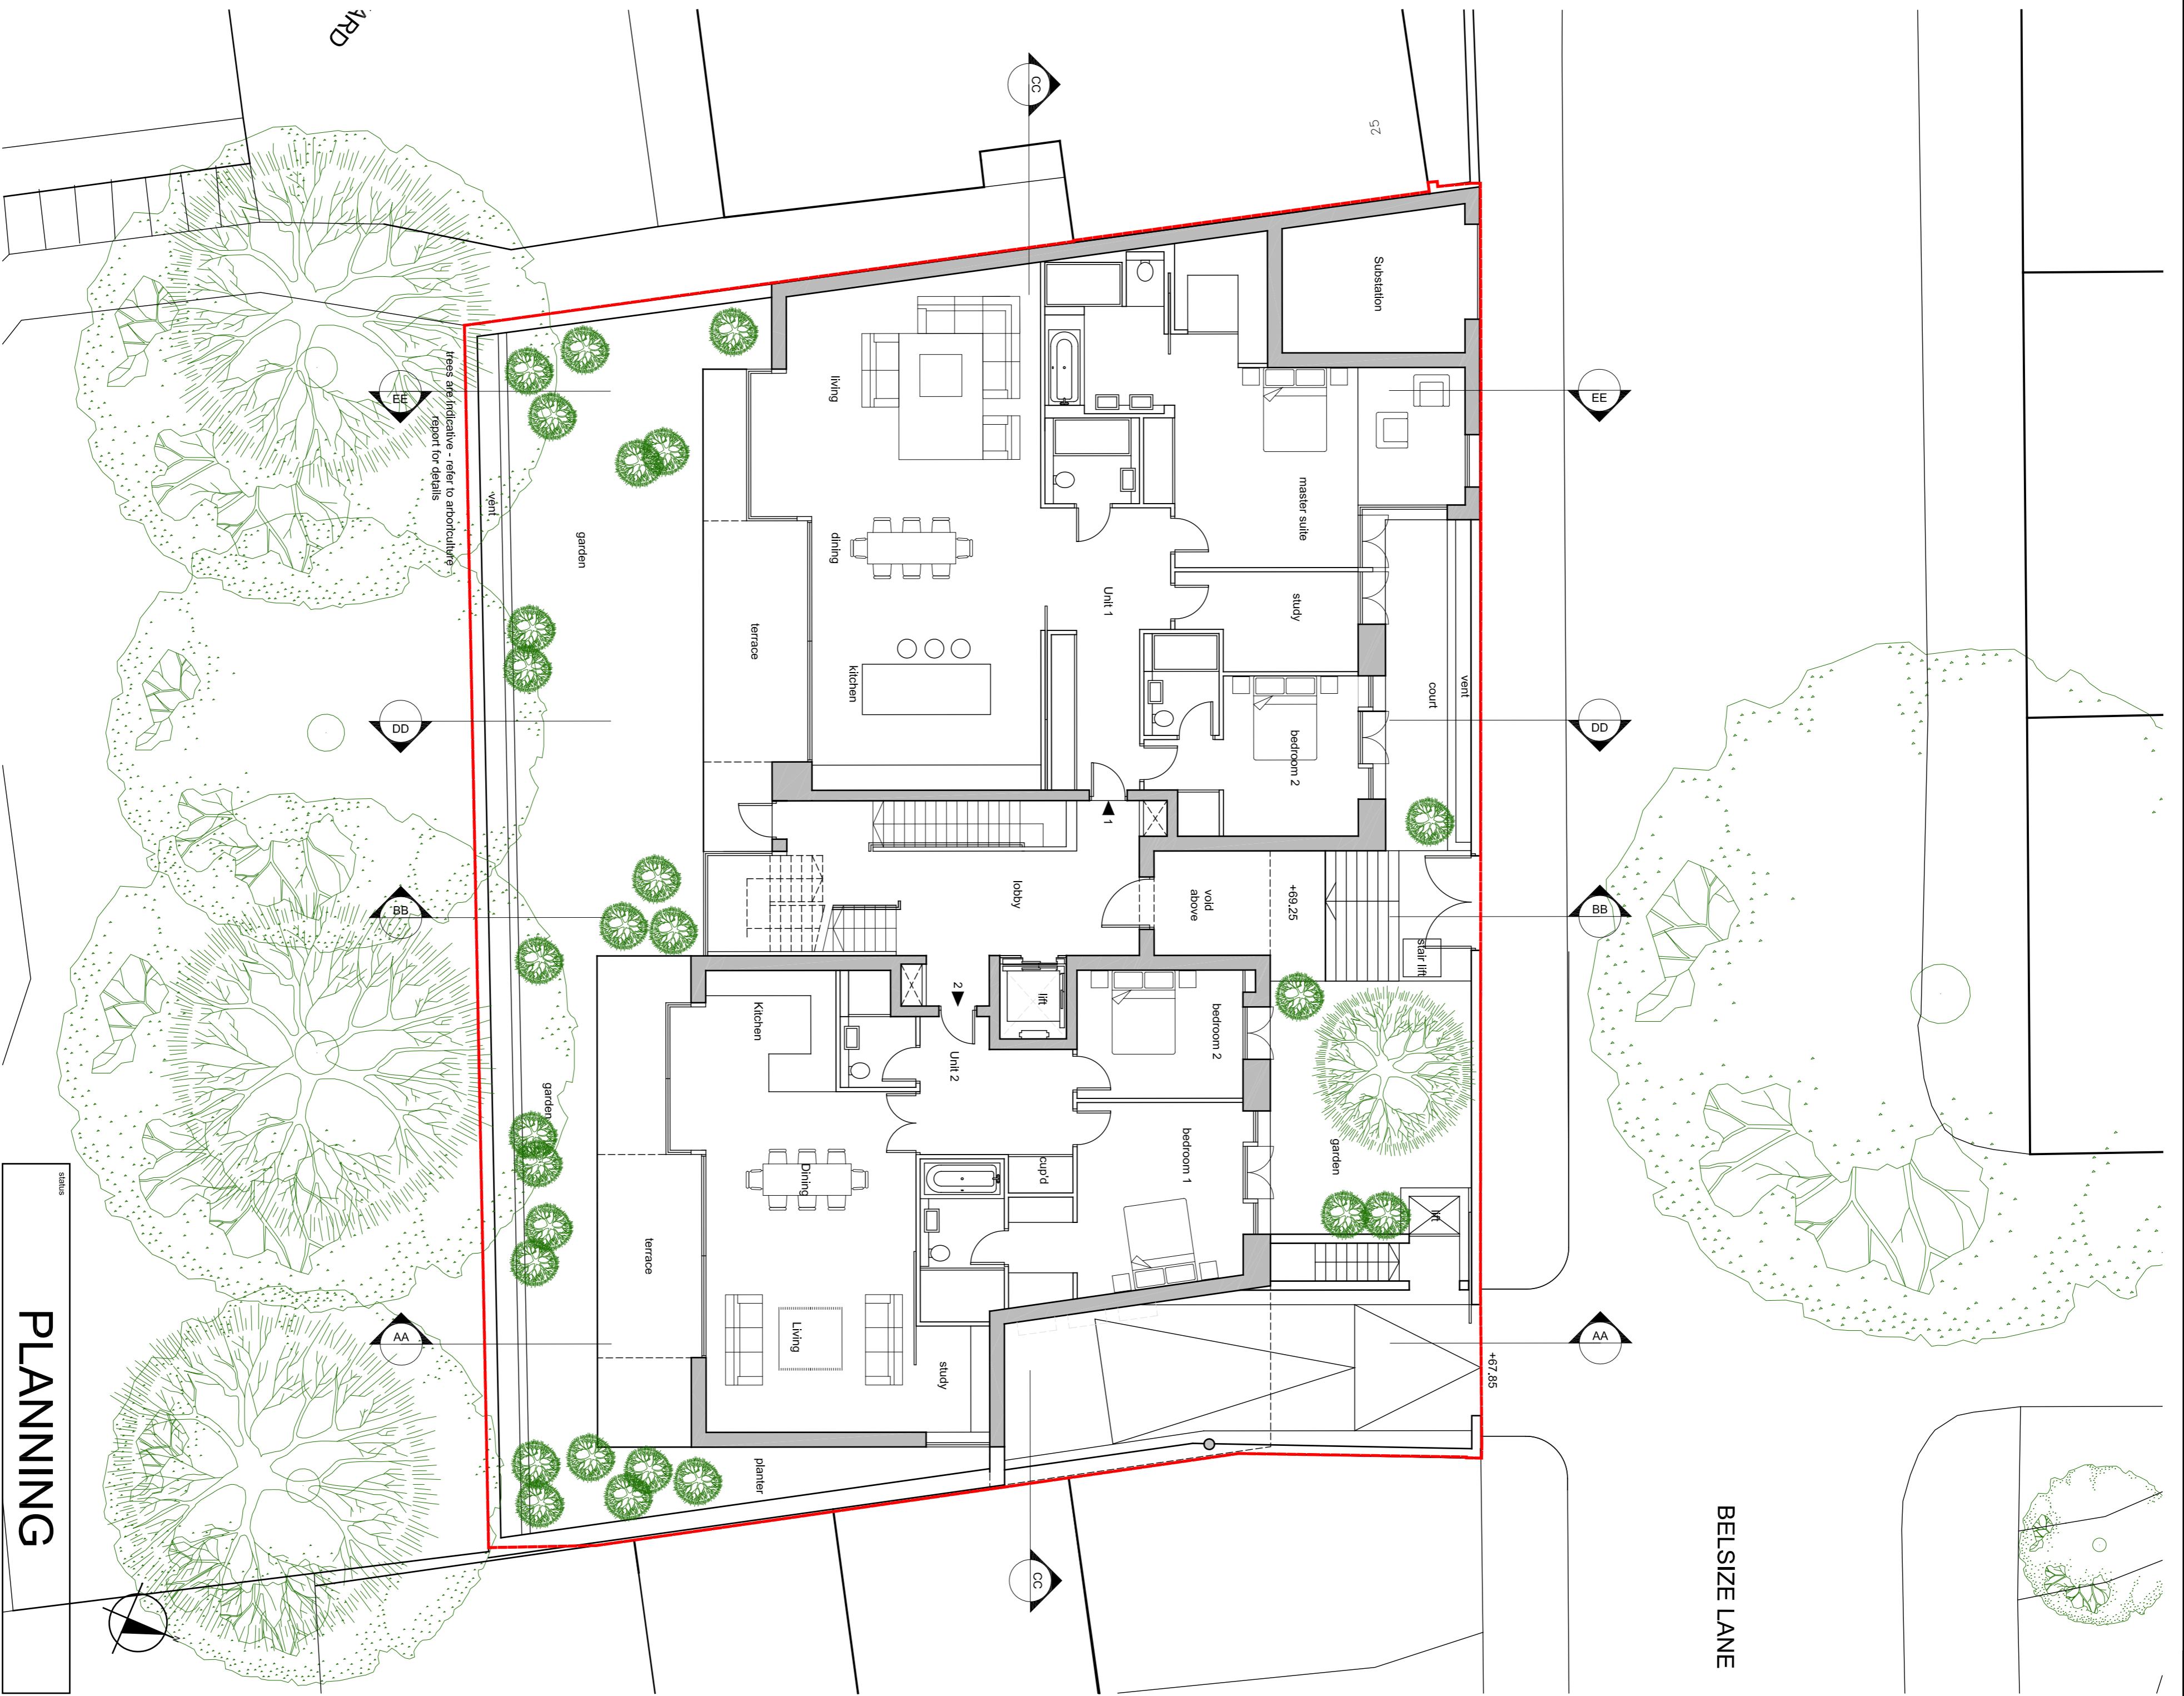 ARD
CC
25
Substation
EE
EE
trees are indicative - refer to arboriculture
report for details
vent
garden
living
dining
kitchen
terrace
master suite
study
Unit 1
court
vent
bedroom 2
DD
DD
1
lobby
void
above
+69.25
stair lift
BB
BB
lift
2
Unit 2
Kitchen
bedroom 2
bedroom 1
cup'd
garden
lift
garden
Dining
terrace
Living
study
AA
AA
+67.85
planter
CC
BELSIZE LANE
status
PLANNING